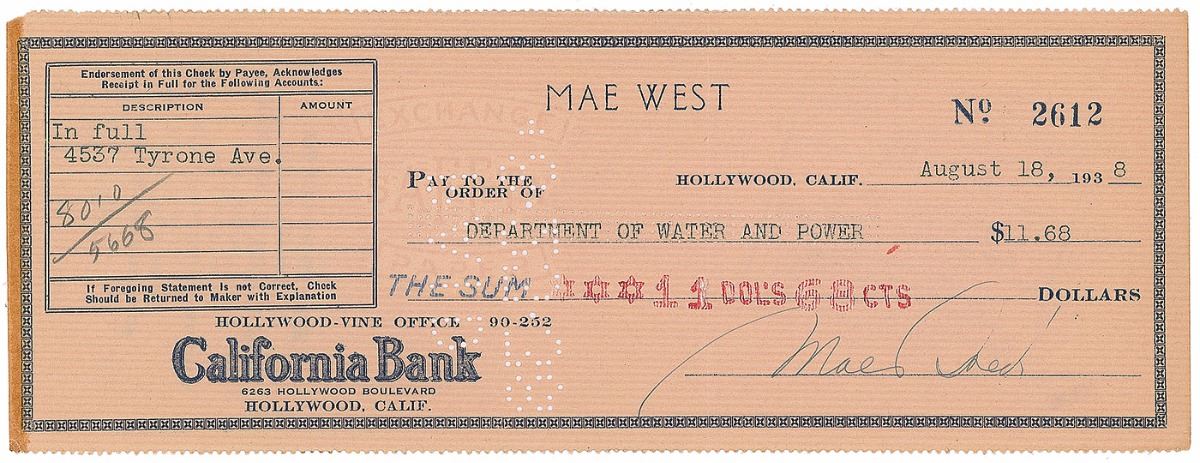 Endorsement of this Check by Payee, Acknowledges
Receipt in Full for the Following Accounts:
DESCRIPTION AMOUNT
In full
4537 Tyrone Ave.
8010
5668
If Foregoing Statement is not Correct, Check
Should be Returned to Maker with Explanation
MAE WEST
Nº 2612
HOLLYWOOD, CALIF. August 18, 1938
PAY TO THE
ORDER OF
DEPARTMENT OF WATER AND POWER $11.68
THE SUM ***11 DOL'S 68 CTS DOLLARS
HOLLYWOOD-VINE OFFICE 90-252
California Bank
6263 HOLLYWOOD BOULEVARD
HOLLYWOOD, CALIF.
Mae West